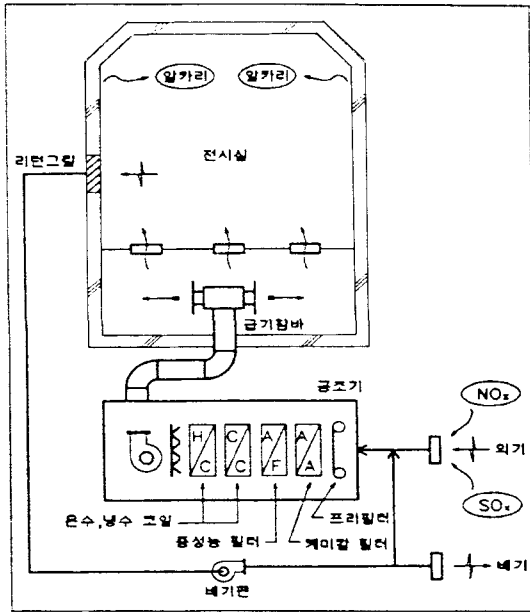 알카리
알카리
리턴그릴
전시실
급기챔바
공조기
NOx
외기
SOx
H
C
C
C
A
F
A
A
온수,냉수 코일
프리필터
중성능 필터
케미칼 필터
배기팬
배기